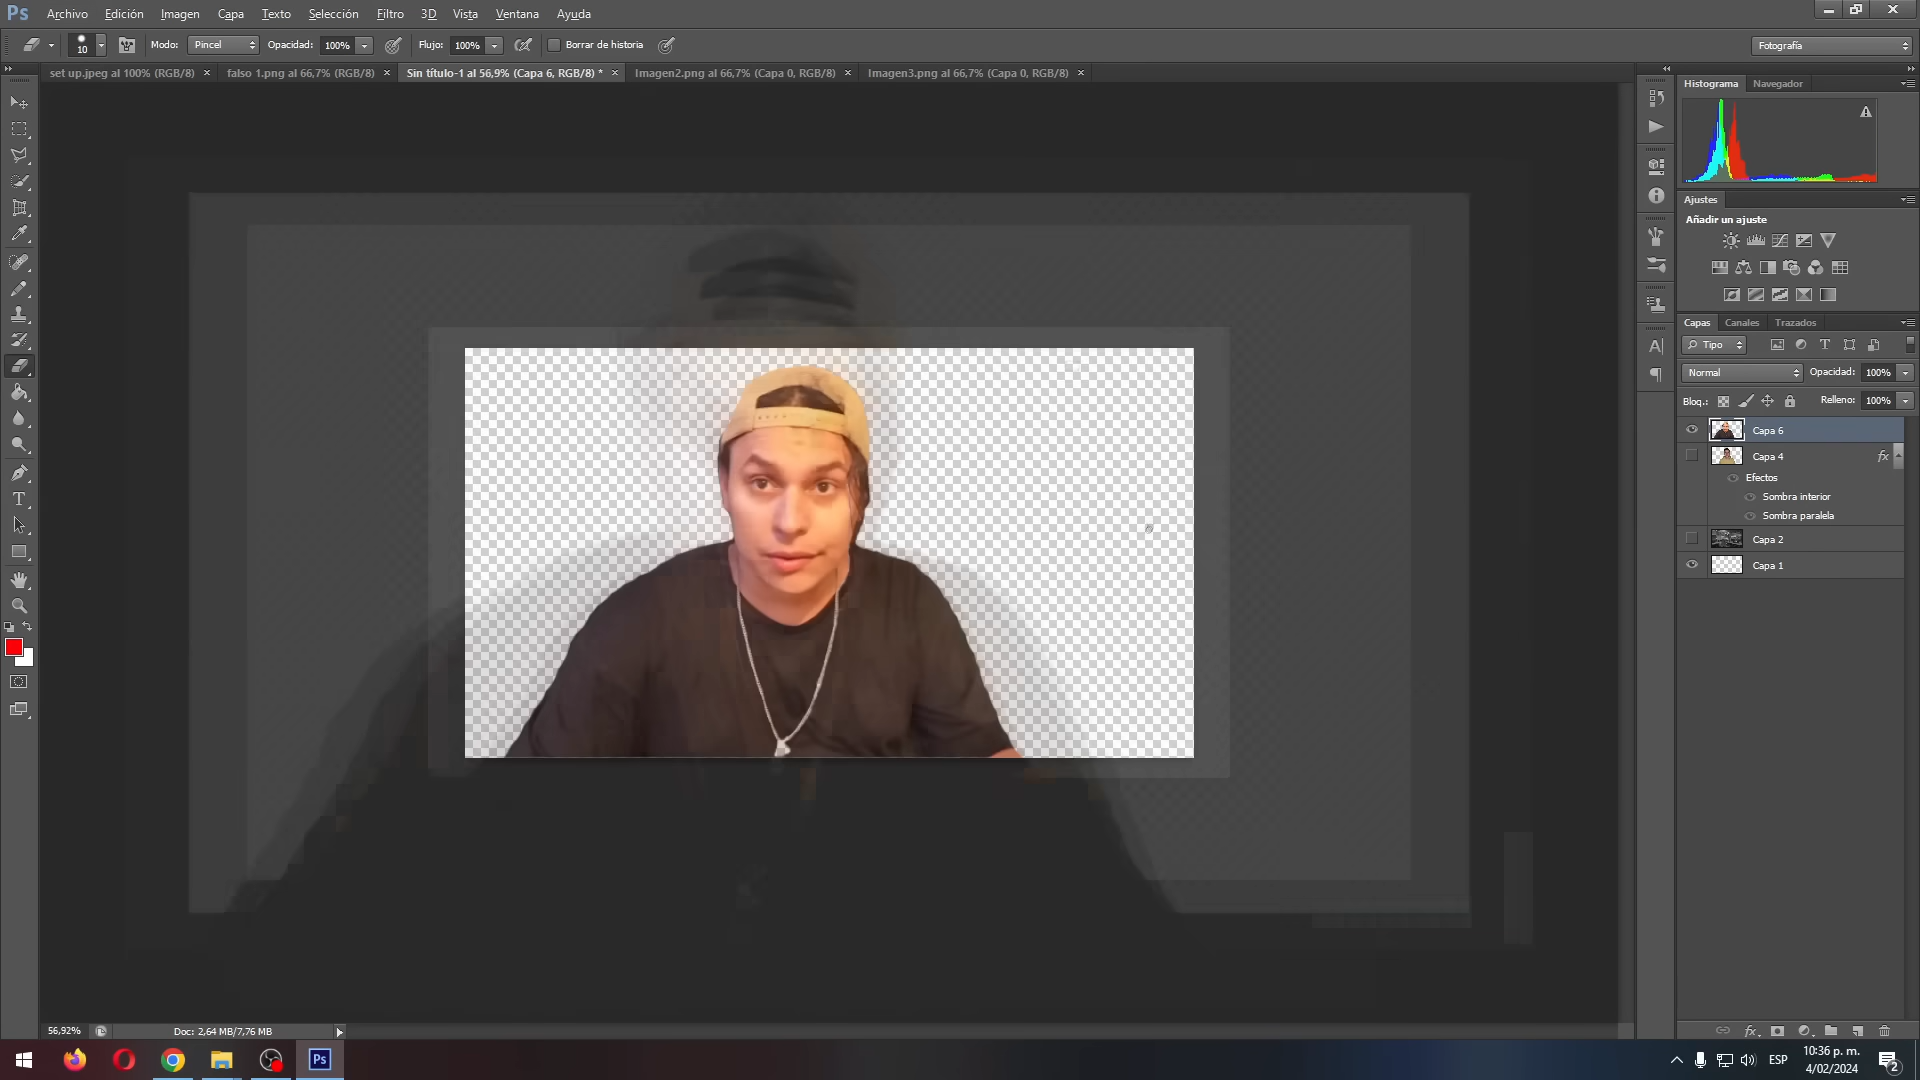 Ps Archivo Edición Imagen Capa Texto Selección Filtro 3D Vista Ventana Ayuda
10 Modo: Pincel Opacidad: 100% Flujo: 100% Borrar de historia Fotografía
set up.jpeg al 100% (RGB/8) × falso 1.png al 66,7% (RGB/8) × Sin título-1 al 56,9% (Capa 6, RGB/8) * × Imagen2.png al 66,7% (Capa 0, RGB/8) × Imagen3.png al 66,7% (Capa 0, RGB/8) ×
Histograma Navegador
Ajustes
Añadir un ajuste
Capas Canales Trazados
Tipo
Normal Opacidad: 100%
Bloq.: Relleno: 100%
Capa 6
Capa 4 fx
Efectos
Sombra interior
Sombra paralela
Capa 2
Capa 1
56,92% Doc: 2,64 MB/7,76 MB
Ps ESP 10:36 p. m.
4/02/2024 2